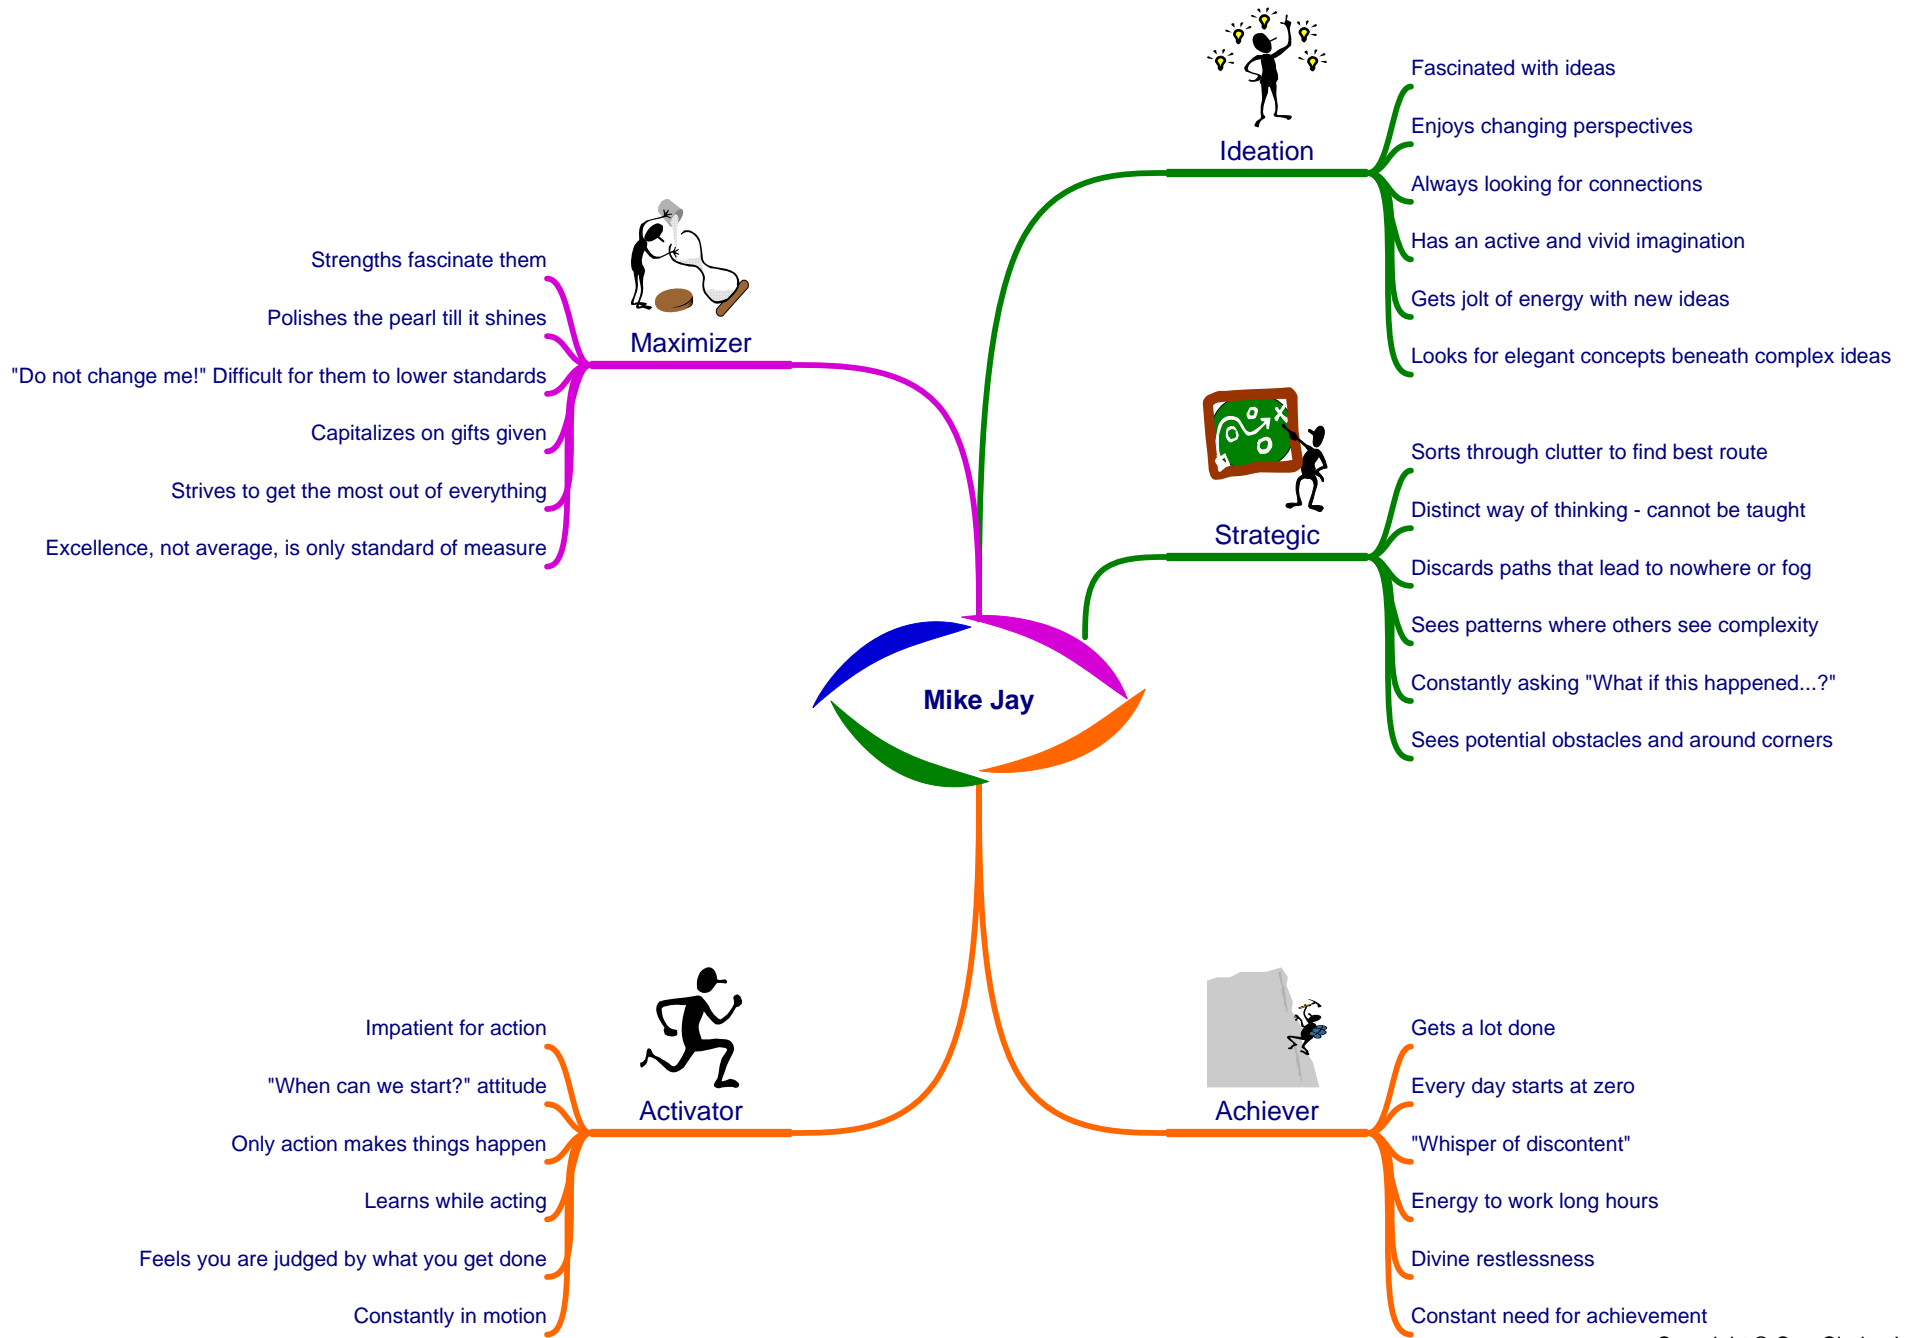 Ideation
Fascinated with ideas
Enjoys changing perspectives
Always looking for connections
Has an active and vivid imagination
Gets jolt of energy with new ideas
Looks for elegant concepts beneath complex ideas
Maximizer
Strengths fascinate them
Polishes the pearl till it shines
"Do not change me!" Difficult for them to lower standards
Capitalizes on gifts given
Strives to get the most out of everything
Excellence, not average, is only standard of measure
Strategic
Sorts through clutter to find best route
Distinct way of thinking - cannot be taught
Discards paths that lead to nowhere or fog
Sees patterns where others see complexity
Constantly asking "What if this happened...?"
Sees potential obstacles and around corners
Mike Jay
Activator
Impatient for action
"When can we start?" attitude
Only action makes things happen
Learns while acting
Feels you are judged by what you get done
Constantly in motion
Achiever
Gets a lot done
Every day starts at zero
"Whisper of discontent"
Energy to work long hours
Divine restlessness
Constant need for achievement